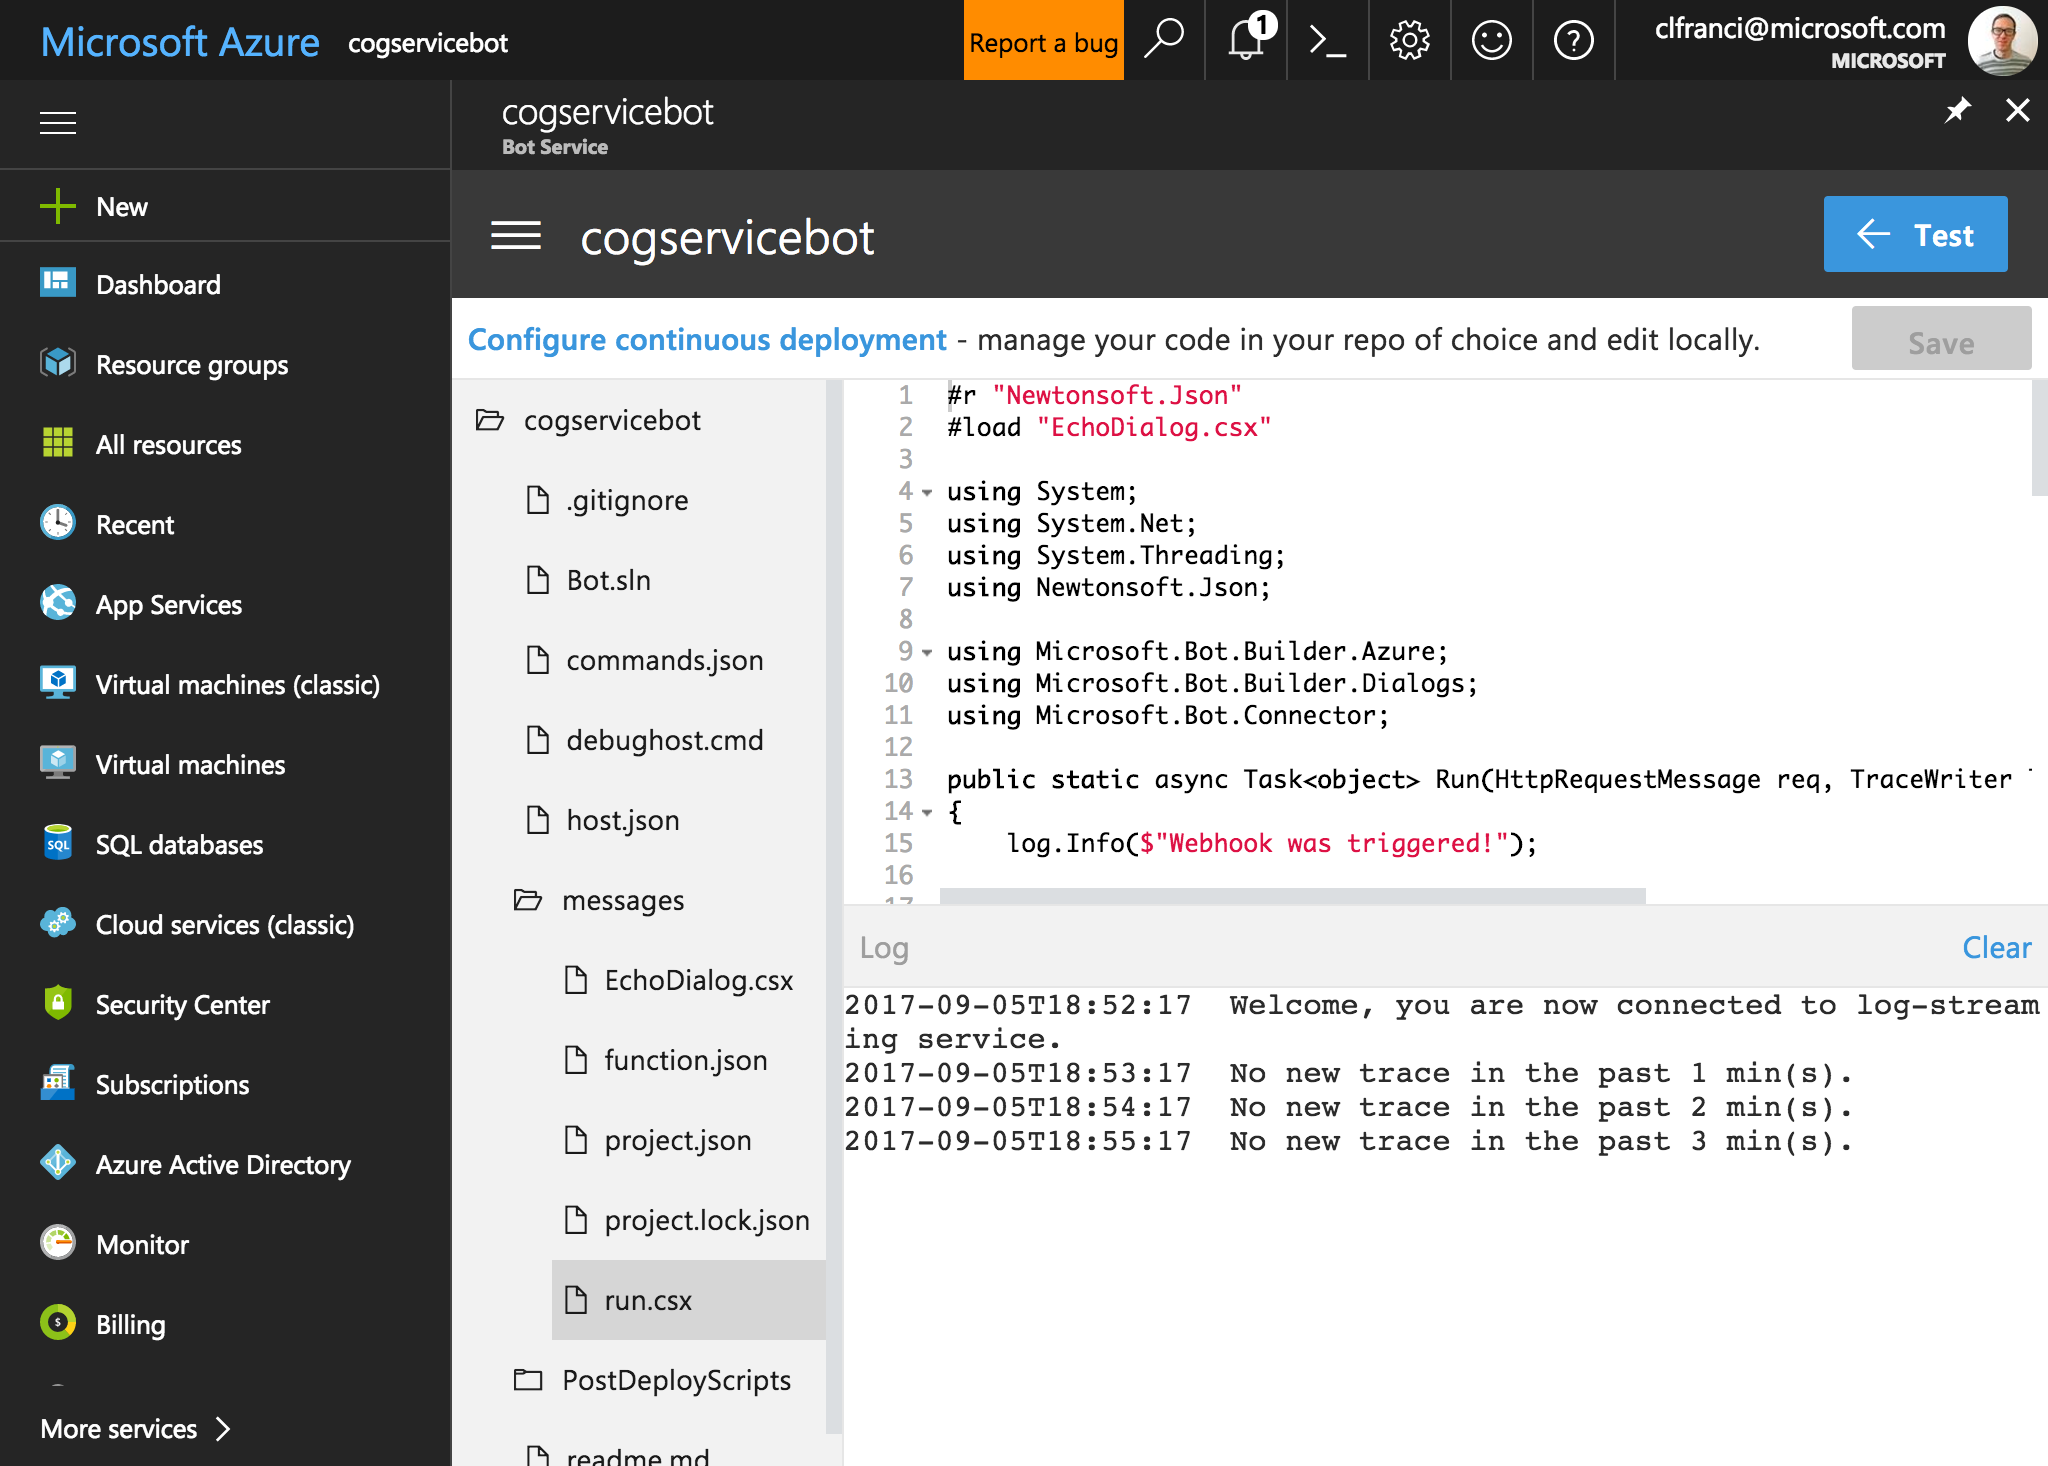 Microsoft Azure cogservicebot
Report a bug
1
clfranci@microsoft.com
MICROSOFT
New
Dashboard
Resource groups
All resources
Recent
App Services
Virtual machines (classic)
Virtual machines
SQL databases
SQL
Cloud services (classic)
Security Center
Subscriptions
Azure Active Directory
Monitor
Billing
More services
cogservicebot
Bot Service
cogservicebot
Test
Configure continuous deployment - manage your code in your repo of choice and edit locally.
Save
cogservicebot
.gitignore
Bot.sln
commands.json
debughost.cmd
host.json
messages
EchoDialog.csx
function.json
project.json
project.lock.json
run.csx
PostDeployScripts
readme.md
1 #r "Newtonsoft.Json"
2 #load "EchoDialog.csx"
3
4 using System;
5 using System.Net;
6 using System.Threading;
7 using Newtonsoft.Json;
8
9 using Microsoft.Bot.Builder.Azure;
10 using Microsoft.Bot.Builder.Dialogs;
11 using Microsoft.Bot.Connector;
12
13 public static async Task<object> Run(HttpRequestMessage req, TraceWriter
14 {
15 log.Info($"Webhook was triggered!");
16
17
Log
Clear
2017-09-05T18:52:17 Welcome, you are now connected to log-stream
ing service.
2017-09-05T18:53:17 No new trace in the past 1 min(s).
2017-09-05T18:54:17 No new trace in the past 2 min(s).
2017-09-05T18:55:17 No new trace in the past 3 min(s).